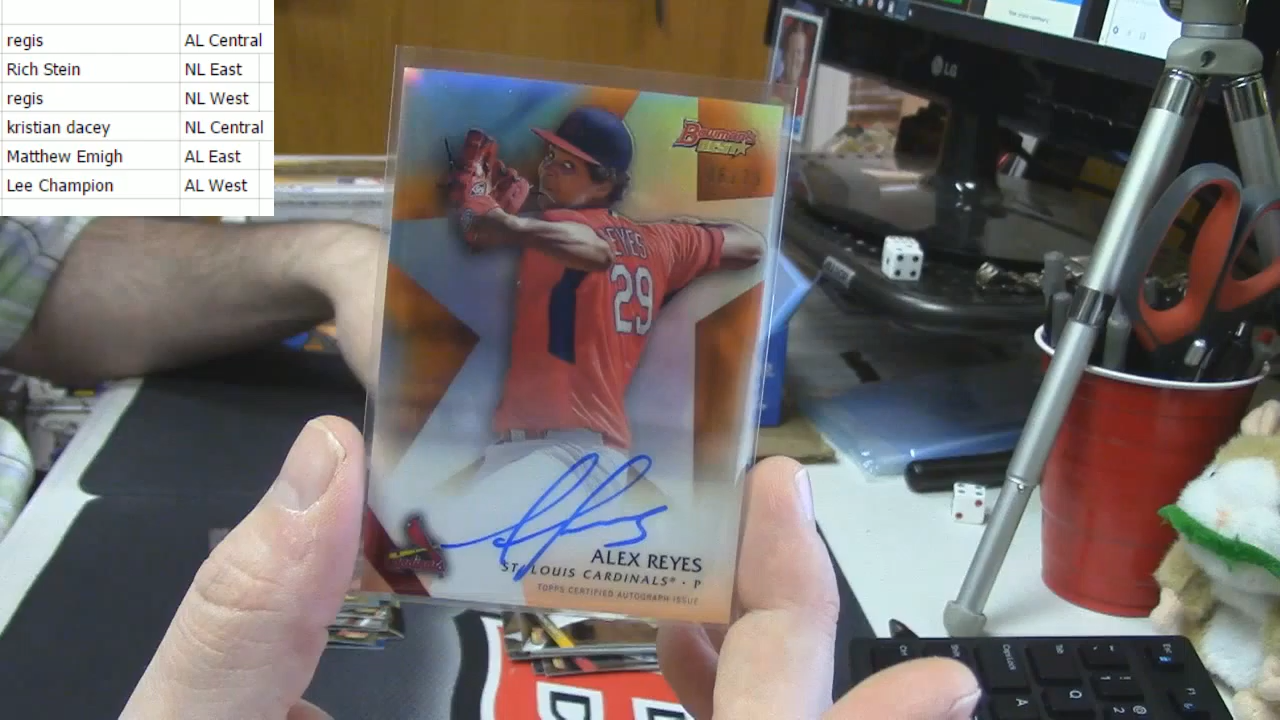 regis AL Central
Rich Stein NL East
regis NL West
kristian dacey NL Central
Matthew Emigh AL East
Lee Champion AL West
LG
Bowman's
BEST
EYES
29
ALEX REYES
ST. LOUIS CARDINALS® • P
TOPPS CERTIFIED AUTOGRAPH ISSUE
Q
A